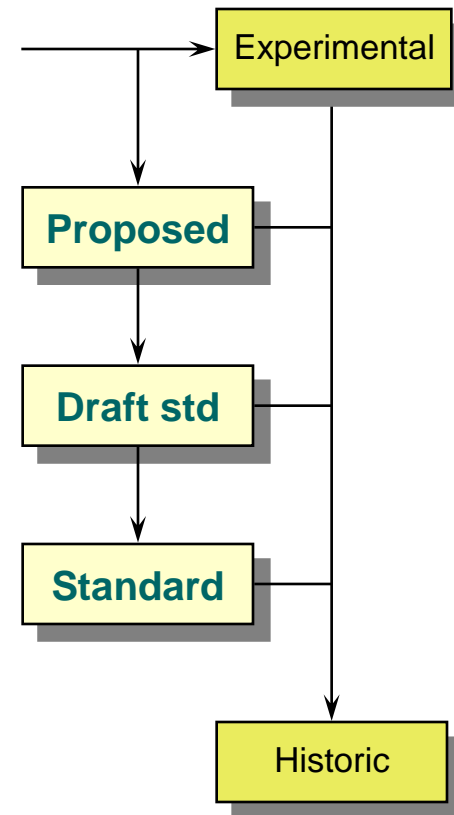 Experimental
Proposed
Draft std
Standard
Historic